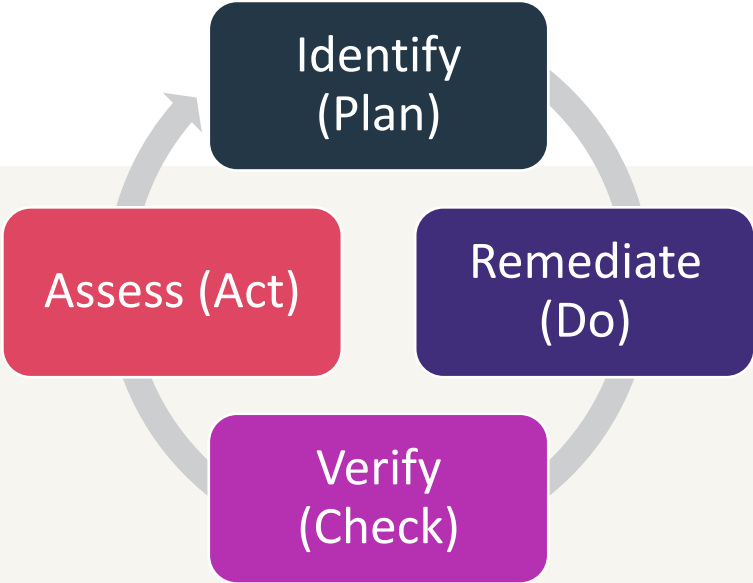 Identify
(Plan)
Remediate
(Do)
Verify
(Check)
Assess (Act)